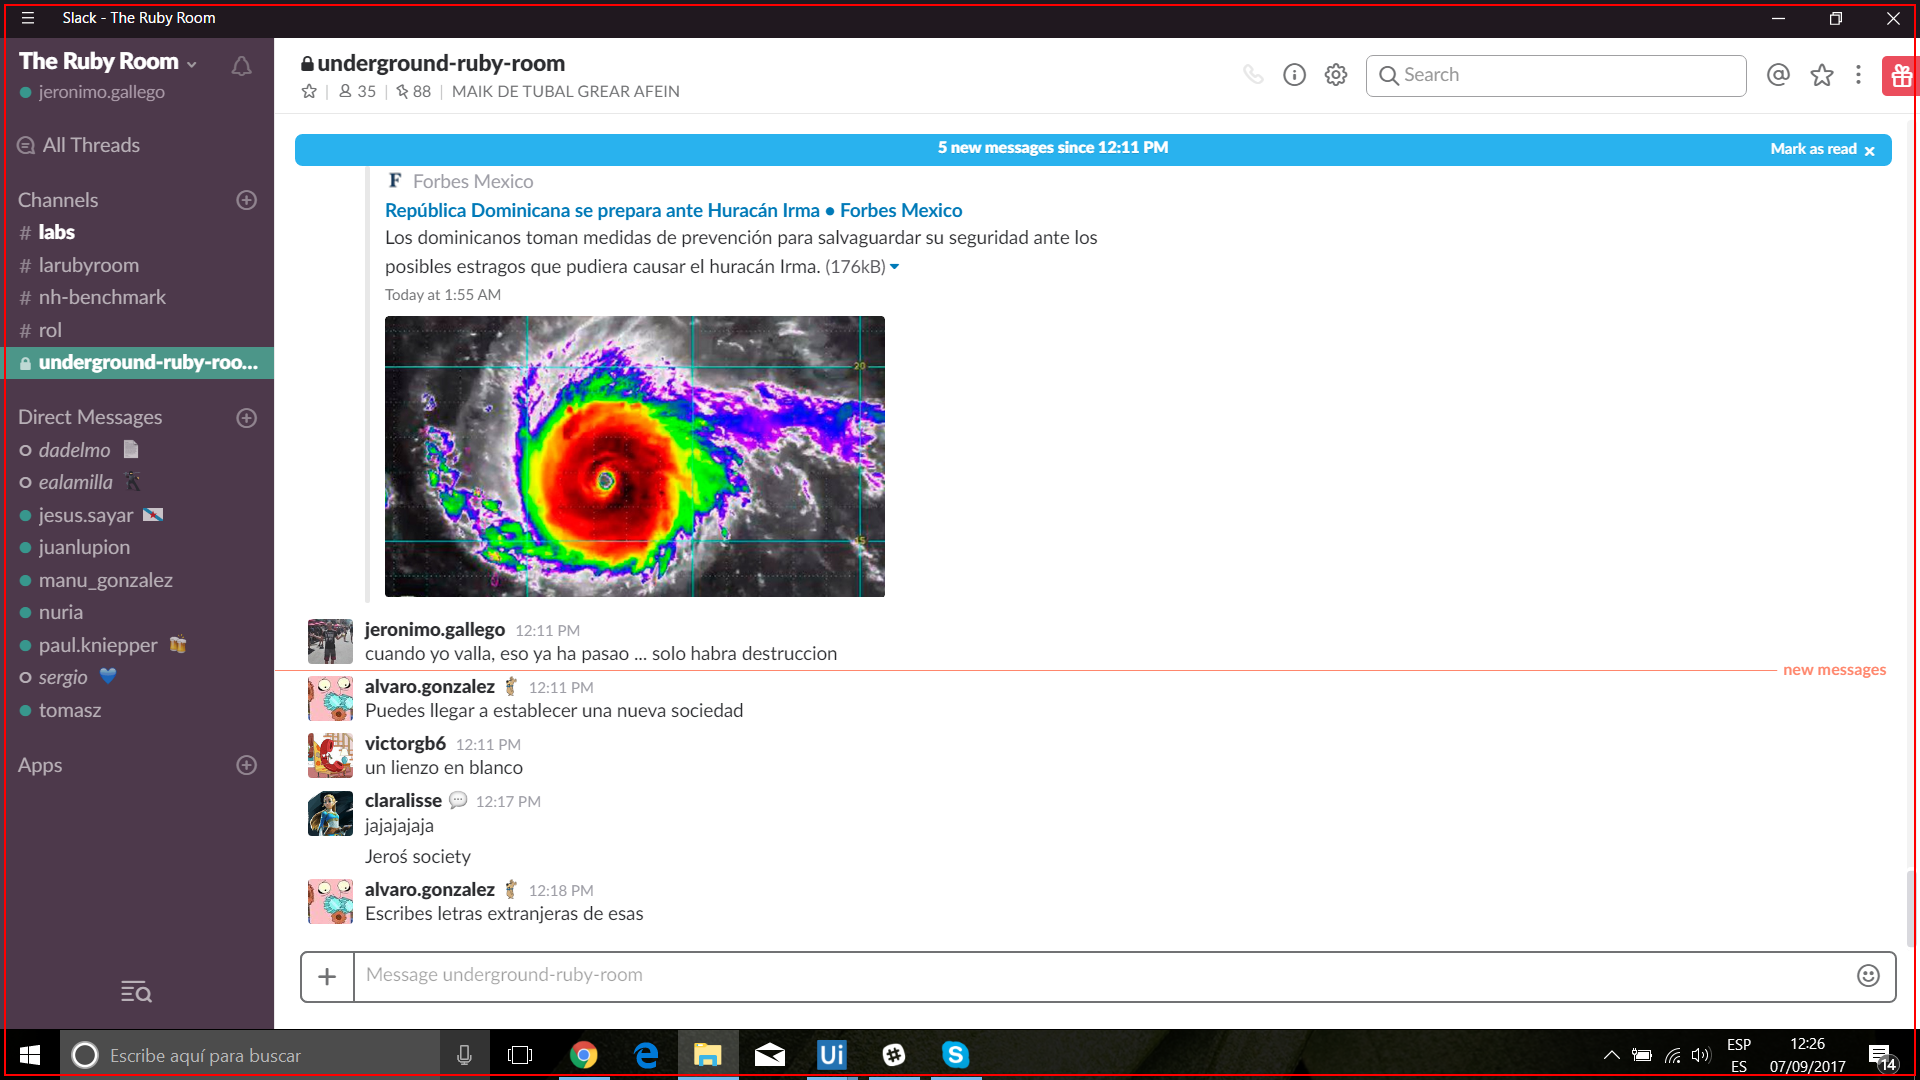 Slack - The Ruby Room
The Ruby Room
jeronimo.gallego
All Threads
Channels
# labs
# larubyroom
# nh-benchmark
# rol
underground-ruby-roo...
Direct Messages
dadelmo
ealamilla
jesus.sayar
juanlupion
manu_gonzalez
nuria
paul.kniepper
sergio
tomasz
Apps
underground-ruby-room
35 | 88 | MAIK DE TUBAL GREAR AFEIN
Search
5 new messages since 12:11 PM
Mark as read x
F Forbes Mexico
República Dominicana se prepara ante Huracán Irma • Forbes Mexico
Los dominicanos toman medidas de prevención para salvaguardar su seguridad ante los
posibles estragos que pudiera causar el huracán Irma. (176kB)
Today at 1:55 AM
20
15
jeronimo.gallego 12:11 PM
cuando yo valla, eso ya ha pasao ... solo habra destruccion
new messages
alvaro.gonzalez 12:11 PM
Puedes llegar a establecer una nueva sociedad
victorgb6 12:11 PM
un lienzo en blanco
claralisse 12:17 PM
jajajajaja
Jeroś society
alvaro.gonzalez 12:18 PM
Escribes letras extranjeras de esas
Message underground-ruby-room
Escribe aquí para buscar
Ui
ESP
ES
12:26
07/09/2017
14